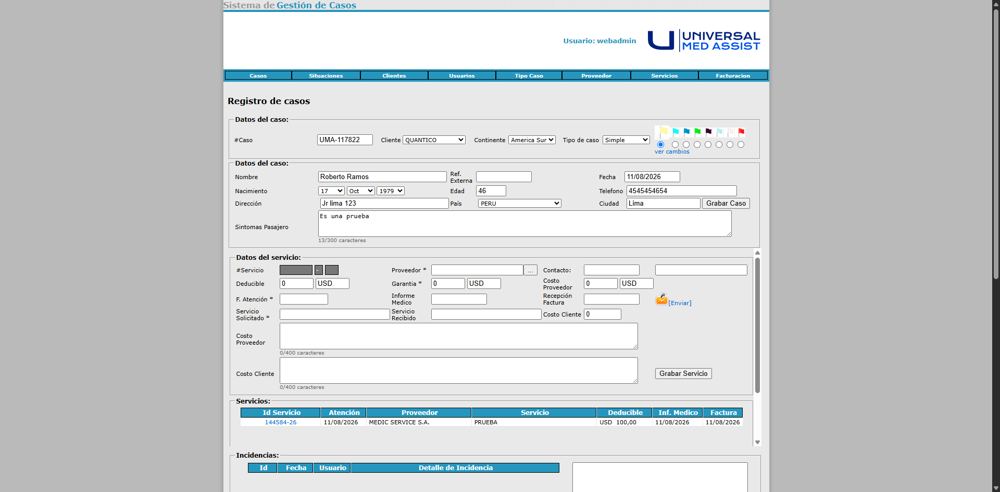 Sistema de Gestión de Casos
Usuario: webadmin
UNIVERSAL
MED ASSIST
Casos Situaciones Clientes Usuarios Tipo Caso Proveedor Servicios Facturacion
Registro de casos
Datos del caso:
#Caso UMA-117822 Cliente QUANTICO Continente America Sur Tipo de caso Simple
ver cambios
Datos del caso:
Nombre Roberto Ramos Ref. Externa Fecha 11/08/2026
Nacimiento 17 Oct 1979 Edad 46 Telefono 4545454654
Dirección Jr lima 123 País PERU Ciudad Lima Grabar Caso
Sintomas Pasajero Es una prueba
13/300 caracteres
Datos del servicio:
#Servicio - Proveedor * ... Contacto:
Deducible 0 USD Garantia * 0 USD Costo Proveedor 0 USD
F. Atención * Informe Medico Recepción Factura [Enviar]
Servicio Solicitado * Servicio Recibido Costo Cliente 0
Costo Proveedor
0/400 caracteres
Costo Cliente Grabar Servicio
0/400 caracteres
Servicios:
Id Servicio Atención Proveedor Servicio Deducible Inf. Medico Factura
144584-26 11/08/2026 MEDIC SERVICE S.A. PRUEBA USD 100,00 11/08/2026 11/08/2026
Incidencias:
Id Fecha Usuario Detalle de Incidencia